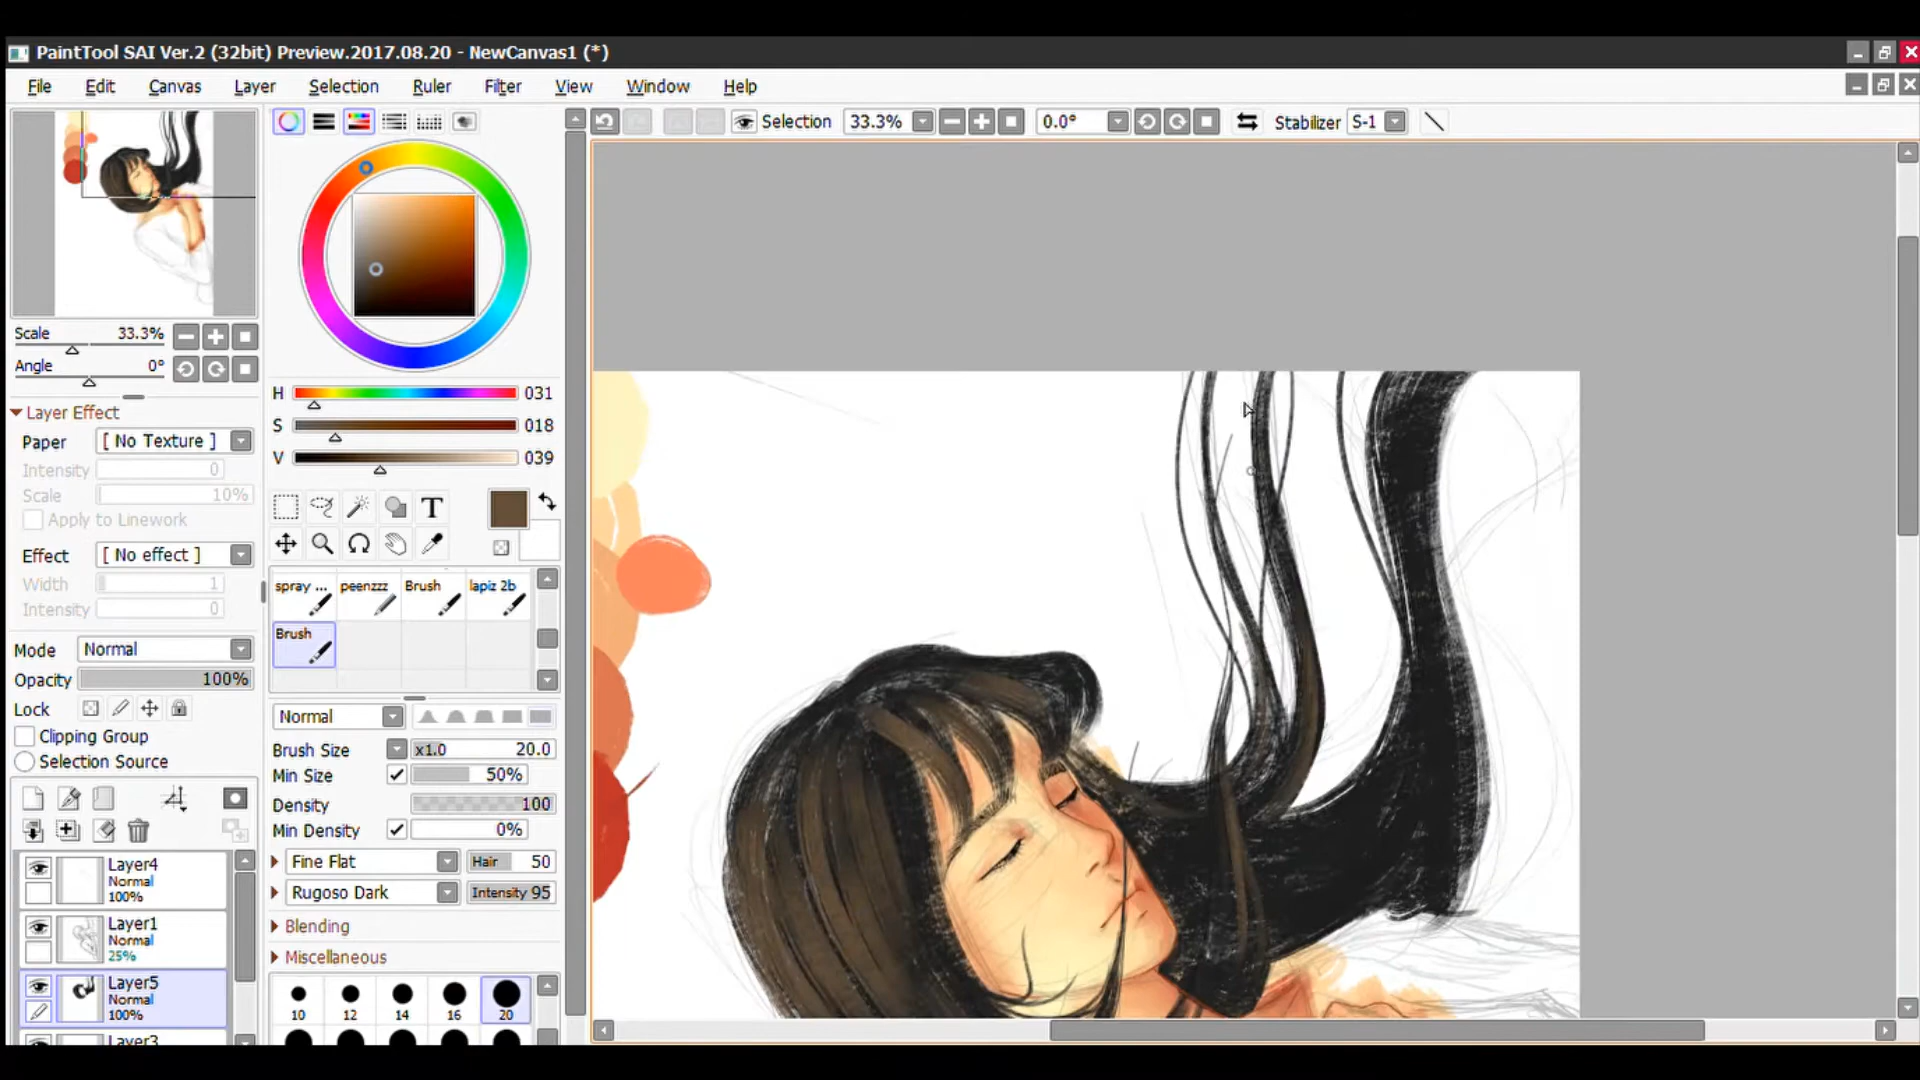 PaintTool SAI Ver.2 (32bit) Preview.2017.08.20 - NewCanvas1 (*)
File Edit Canvas Layer Selection Ruler Filter View Window Help
Selection 33.3% 0.0° Stabilizer S-1
Scale 33.3%
Angle 0°
Layer Effect
Paper [ No Texture ]
Intensity 0
Scale 10%
Apply to Linework
Effect [ No effect ]
Width 1
Intensity 0
Mode Normal
Opacity 100%
Lock
Clipping Group
Selection Source
Layer4
Normal
100%
Layer1
Normal
25%
Layer5
Normal
100%
Layer3
H 031
S 018
V 039
T
spray ... peenzzz Brush lapiz 2b
Brush
Normal
Brush Size x1.0 20.0
Min Size 50%
Density 100
Min Density 0%
Fine Flat Hair 50
Rugoso Dark Intensity 95
Blending
Miscellaneous
10 12 14 16 20